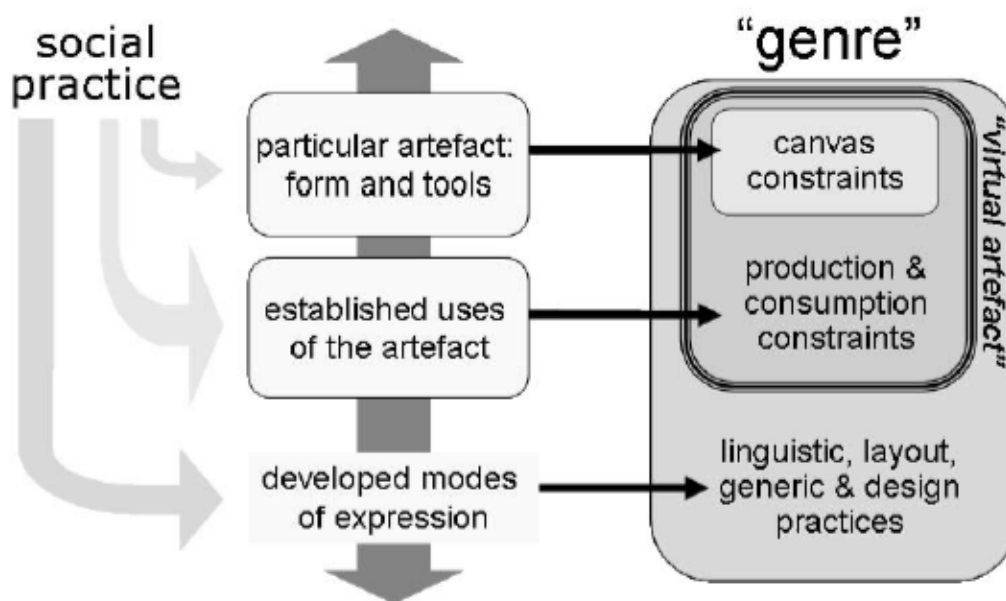 social
practice
particular artefact:
form and tools
established uses
of the artefact
developed modes
of expression
“genre”
canvas
constraints
production &
consumption
constraints
“virtual artefact”
linguistic, layout,
generic & design
practices